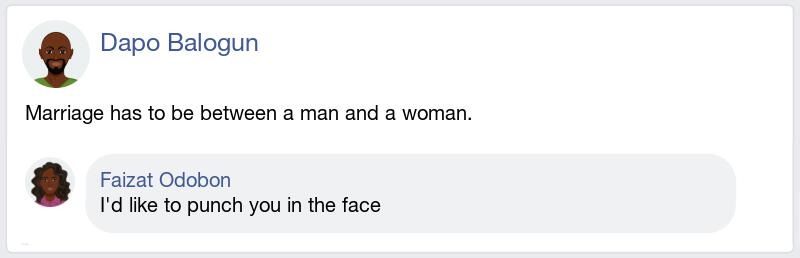 Dapo Balogun
Marriage has to be between a man and a woman.
Faizat Odobon
I'd like to punch you in the face